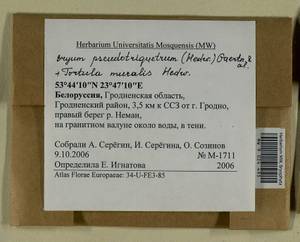 Herbarium Universitatis Mosquensis (MW)
Bryum pseudotriquetrum (Hedw.) Gaertn. et al.
+ Tortula muralis Hedw.
53°44'10"N 23°47'10"E
Белоруссия, Гродненская область,
Гродненский район, 3,5 км к ССЗ от г. Гродно,
правый берег р. Неман,
на гранитном валуне около воды, в тени.
Собрали А. Серёгин, И. Серёгина, О. Созинов
9.10.2006 № М-1711
Определила Е. Игнатова 2006
Atlas Florae Europaeae: 34-U-FE3-85